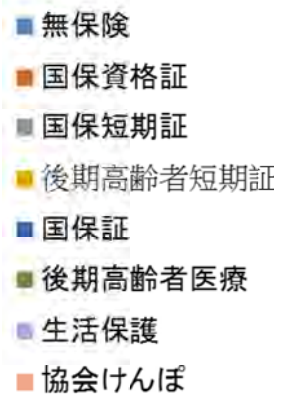 無保険
国保資格証
国保短期証
後期高齢者短期証
国保証
後期高齢者医療
生活保護
協会けんぽ